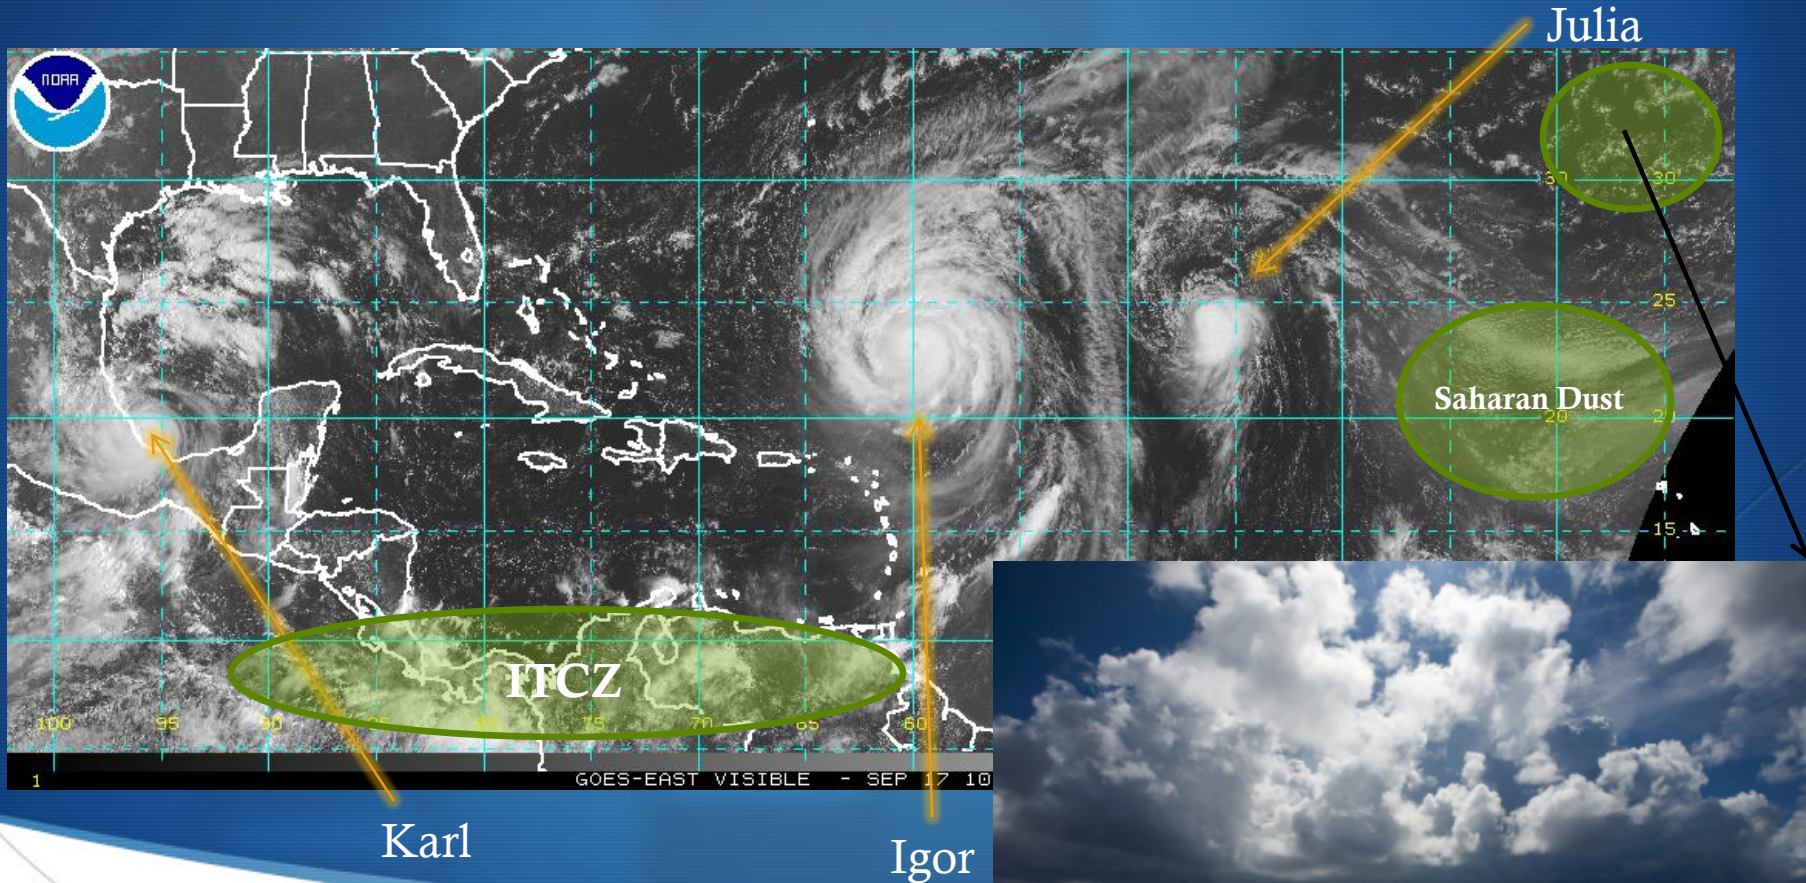 Julia
NOAA
30 30
25
Saharan Dust
20 20
15
ITCZ
100 95 90 85 80 75 70 65 60
1 GOES-EAST VISIBLE - SEP 17 10
Karl
Igor